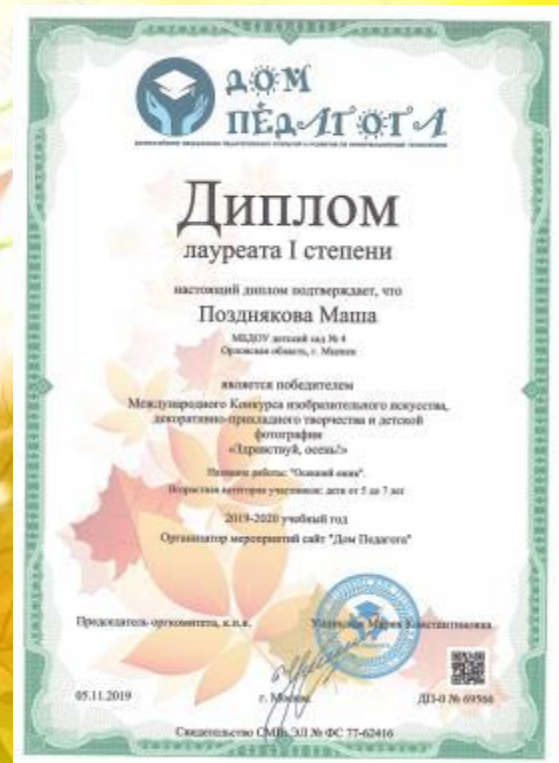 ДОМ
ПЕДАГОГА
Диплом
лауреата I степени
настоящий диплом подтверждает, что
Позднякова Маша
МБДОУ детский сад № 4
Орловская область, г. Мценск
является победителем
Международного Конкурса изобразительного искусства,
декоративно-прикладного творчества и детской
фотографии
«Здравствуй, осень!»
Название работы: "Осенний
Возрастная категория участников: дети от 5 до 7 лет
2019-2020 учебный год
Организатор мероприятий сайт "Дом Педагога"
Председатель оргкомитета, к.п.н.
Мария Константиновна
05.11.2019
г. Москва
ДП-0 № 69566
Свидетельство СМИ: ЭЛ № ФС 77-62416